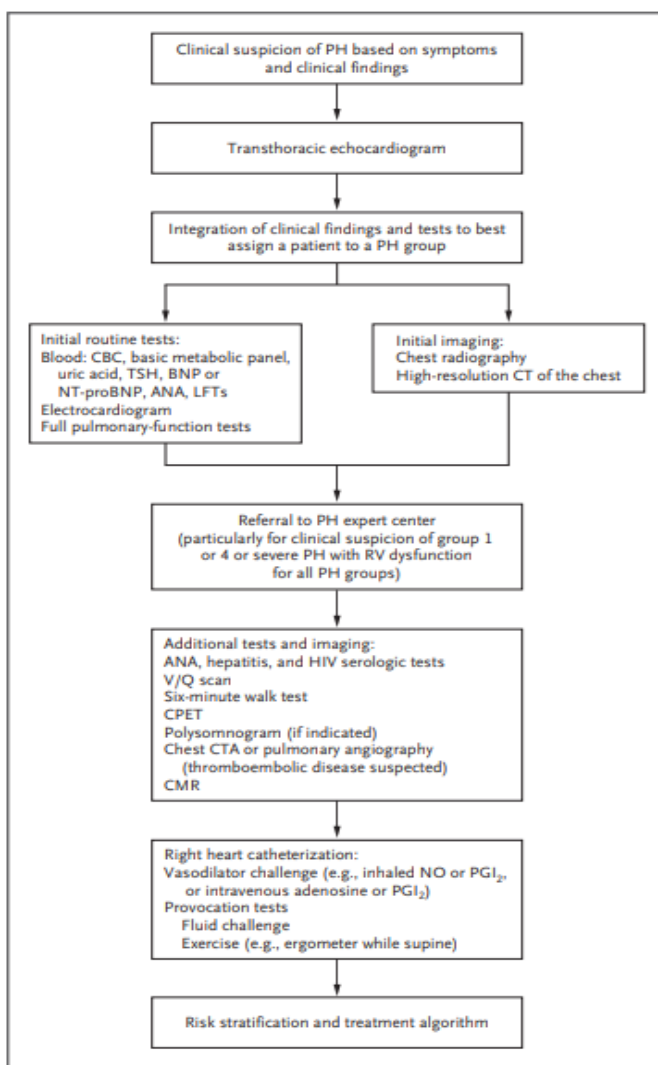 Clinical suspicion of PH based on symptoms
and clinical findings
Transthoracic echocardiogram
Integration of clinical findings and tests to best
assign a patient to a PH group
Initial routine tests:
Blood: CBC, basic metabolic panel,
uric acid, TSH, BNP or
NT-proBNP, ANA, LFTs
Electrocardiogram
Full pulmonary-function tests
Initial imaging:
Chest radiography
High-resolution CT of the chest
Referral to PH expert center
(particularly for clinical suspicion of group 1
or 4 or severe PH with RV dysfunction
for all PH groups)
Additional tests and imaging:
ANA, hepatitis, and HIV serologic tests
V/Q scan
Six-minute walk test
CPET
Polysomnogram (if indicated)
Chest CTA or pulmonary angiography
(thromboembolic disease suspected)
CMR
Right heart catheterization:
Vasodilator challenge (e.g., inhaled NO or PGI₂,
or intravenous adenosine or PGI₂)
Provocation tests
Fluid challenge
Exercise (e.g., ergometer while supine)
Risk stratification and treatment algorithm